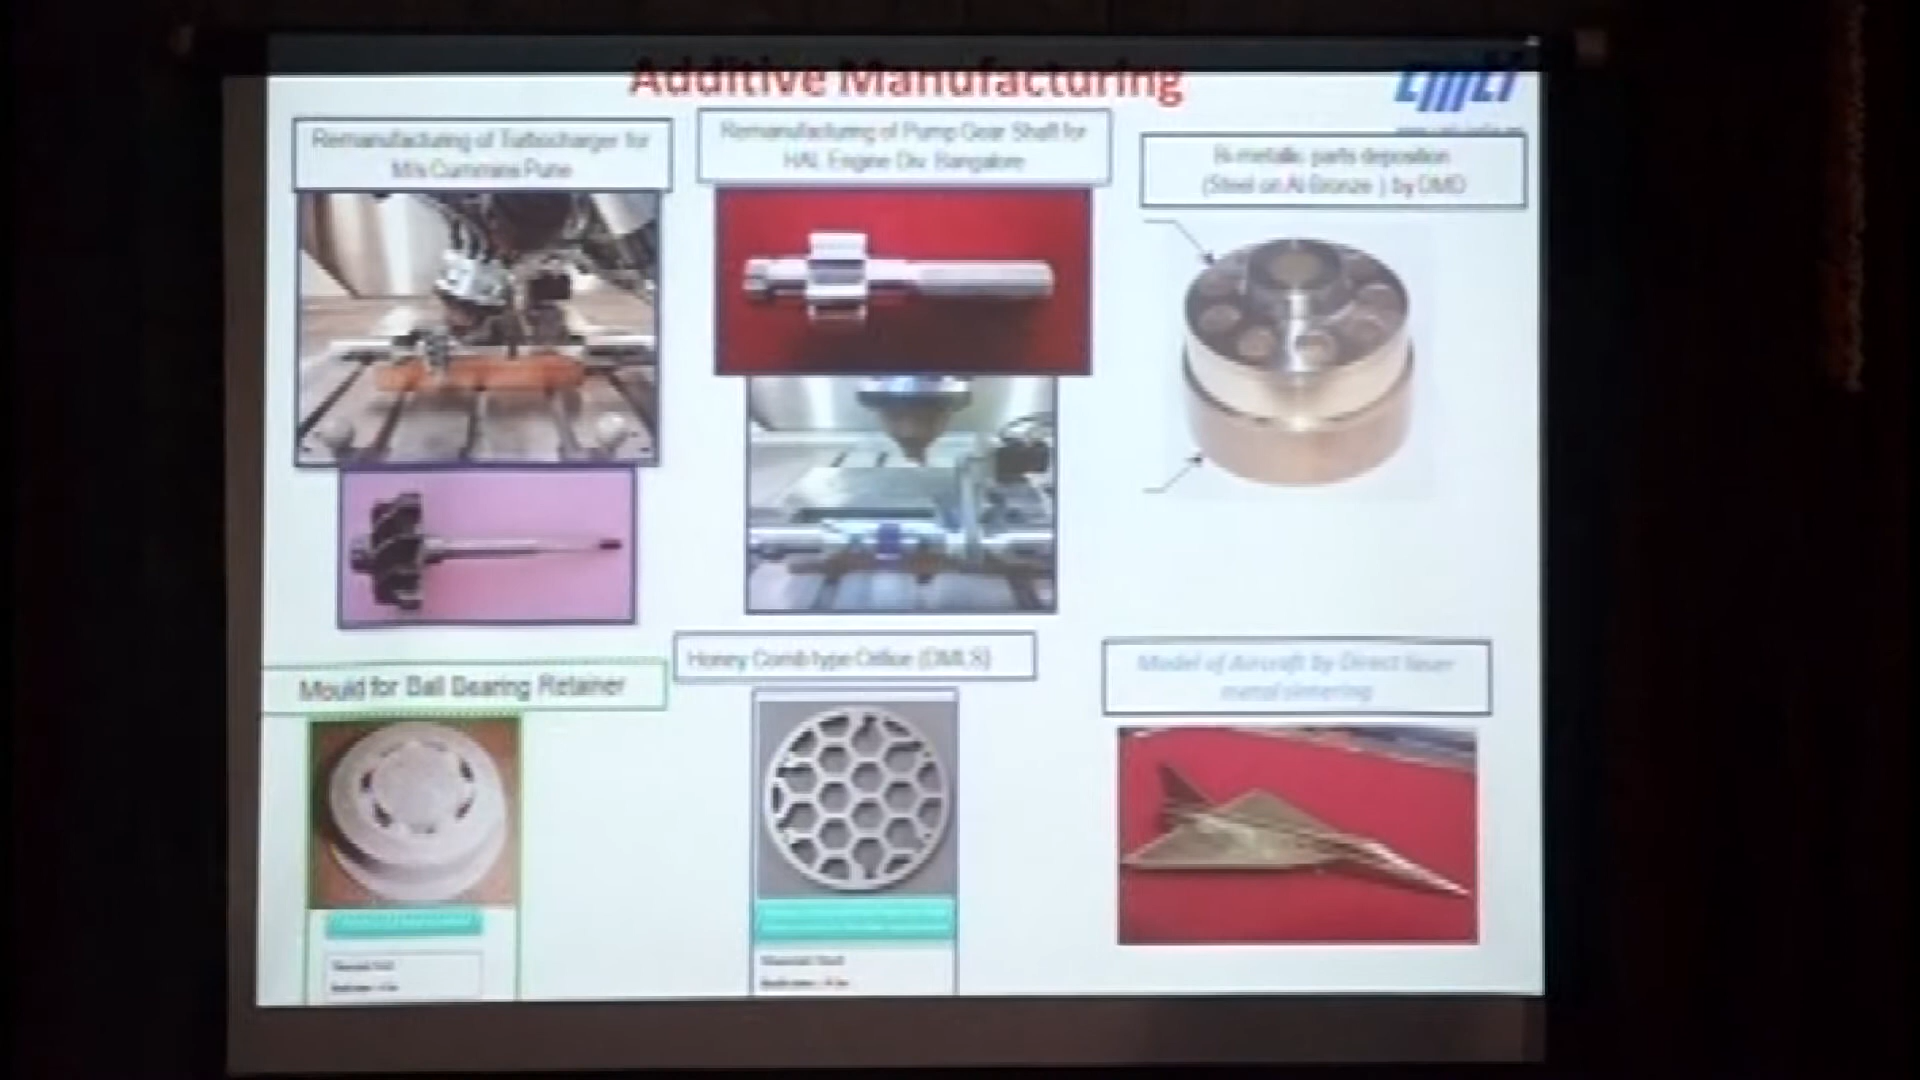 Additive Manufacturing
cmti
Remanufacturing of Turbocharger for
M/s Cummins Pune
Remanufacturing of Pump Gear Shaft for
HAL Engine Div. Bangalore
Bi-metallic parts deposition
(Steel on Al-Bronze ) by DMD
Mould for Ball Bearing Retainer
Honey Comb type Orifice (DMLS)
Model of Aircraft by Direct laser
metal sintering